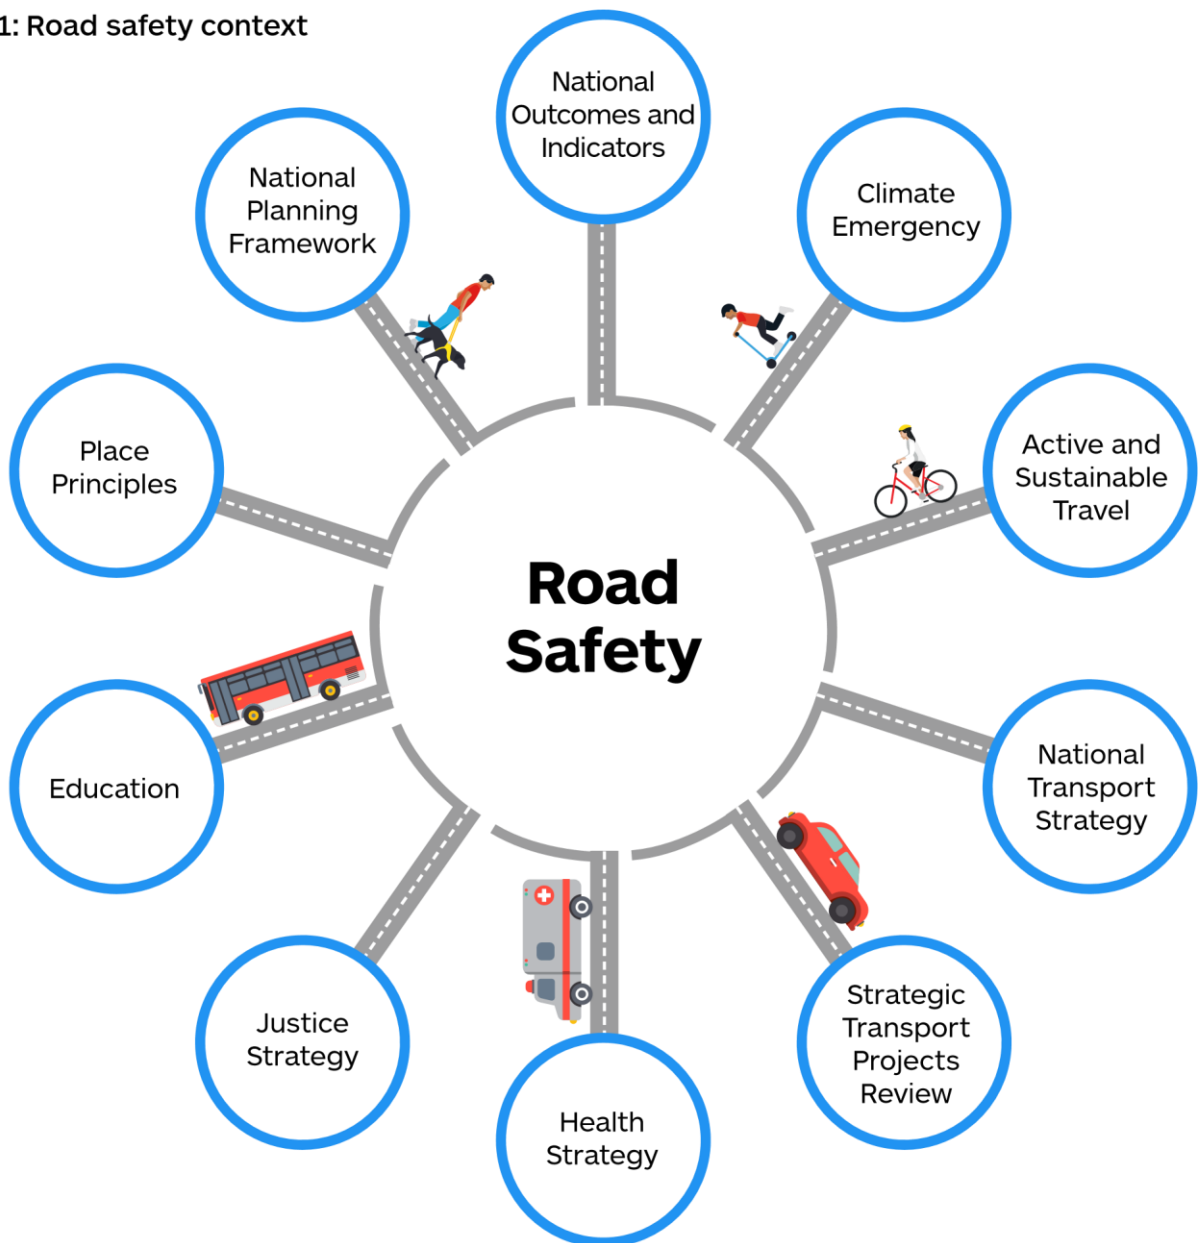 1: Road safety context
National
Outcomes and
Indicators
Climate
Emergency
Active and
Sustainable
Travel
National
Transport
Strategy
Strategic
Transport
Projects
Review
Health
Strategy
Justice
Strategy
Education
Place
Principles
National
Planning
Framework
Road
Safety